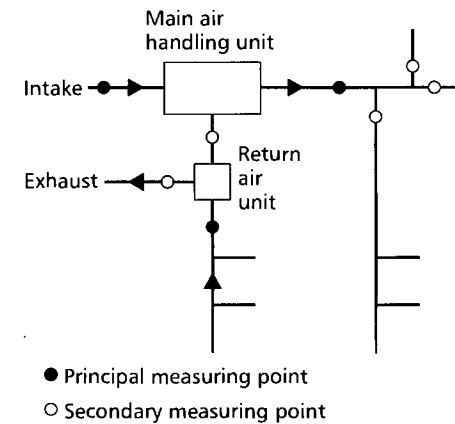 Main air
handling unit
Intake
Return
air
unit
Exhaust
Principal measuring point
Secondary measuring point